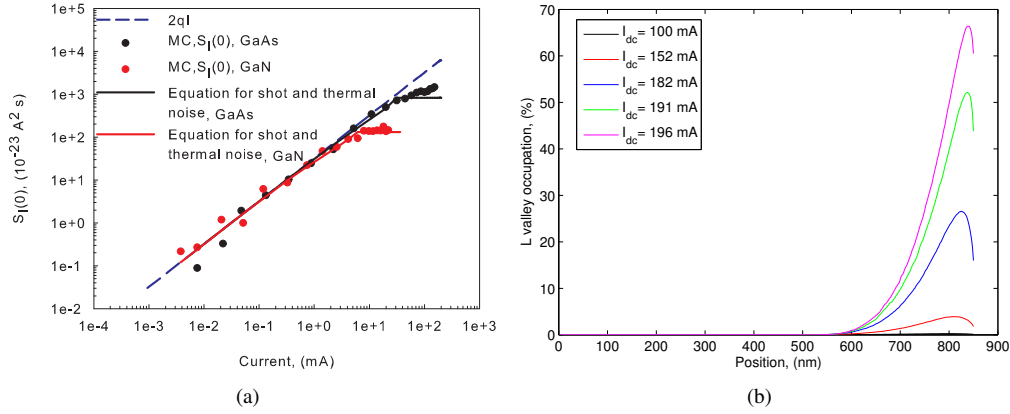 2qI
MC,S_I(0), GaAs
MC,S_I(0), GaN
Equation for shot and thermal
noise, GaAs
Equation for shot and
thermal noise, GaN
S_I(0), (10^-23 A^2 s)
1e+5
1e+4
1e+3
1e+2
1e+1
1e+0
1e-1
1e-2
1e-4 1e-3 1e-2 1e-1 1e+0 1e+1 1e+2 1e+3
Current, (mA)
(a)
L valley occupation, (%)
70
60
50
40
30
20
10
0
I_dc= 100 mA
I_dc= 152 mA
I_dc= 182 mA
I_dc= 191 mA
I_dc= 196 mA
0 100 200 300 400 500 600 700 800 900
Position, (nm)
(b)